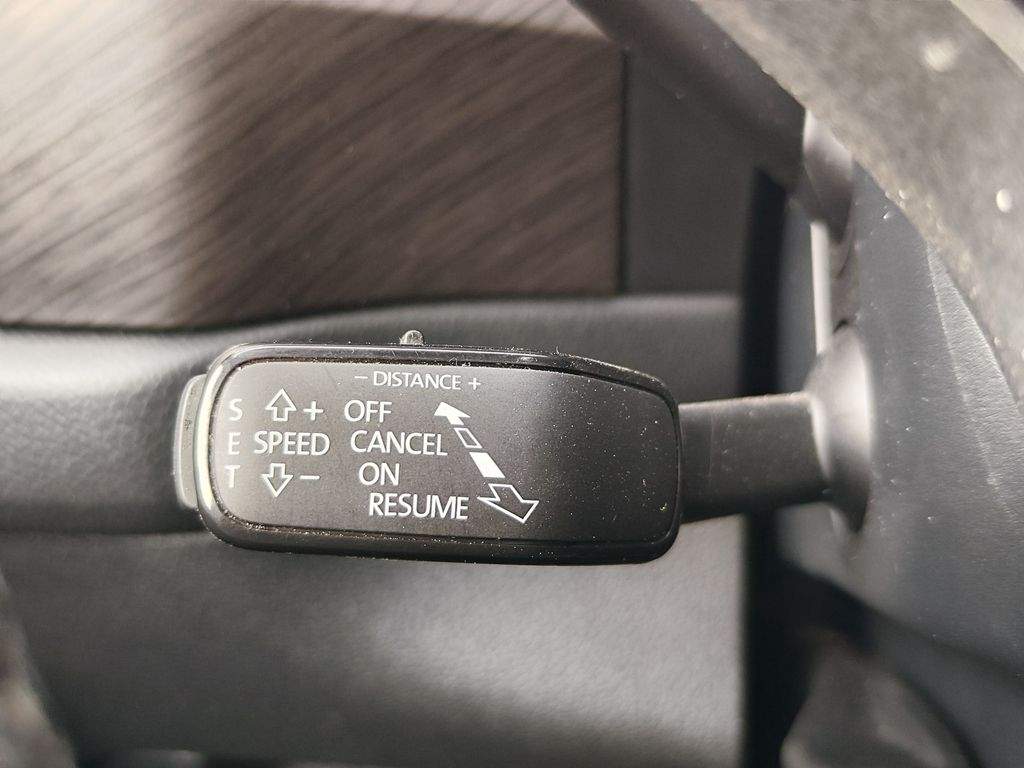 − DISTANCE +
S + OFF
E SPEED CANCEL
T − ON
RESUME